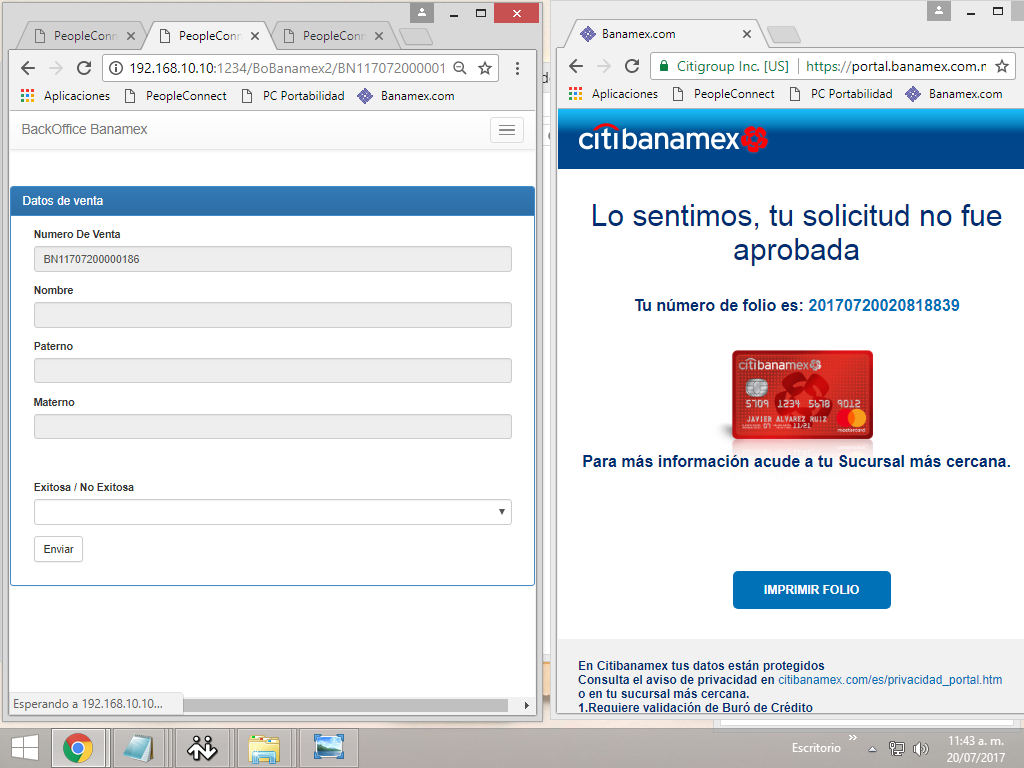 PeopleConn
PeopleConn
PeopleConn
192.168.10.10:1234/BoBanamex2/BN117072000001
Aplicaciones
PeopleConnect
PC Portabilidad
Banamex.com
BackOffice Banamex
Datos de venta
Numero De Venta
BN11707200000186
Nombre
Paterno
Materno
Exitosa / No Exitosa
Enviar
Esperando a 192.168.10.10...
Banamex.com
Citigroup Inc. [US]
https://portal.banamex.com.m
Aplicaciones
PeopleConnect
PC Portabilidad
Banamex.com
citibanamex
Lo sentimos, tu solicitud no fue
aprobada
Tu número de folio es: 20170720020818839
citibanamex
5709 1234 5678 9012
07 11/21
JAVIER ALVAREZ RUIZ
mastercard
Para más información acude a tu Sucursal más cercana.
IMPRIMIR FOLIO
En Citibanamex tus datos están protegidos
Consulta el aviso de privacidad en citibanamex.com/es/privacidad_portal.htm
o en tu sucursal más cercana.
1.Requiere validación de Buró de Crédito
Escritorio
11:43 a. m.
20/07/2017